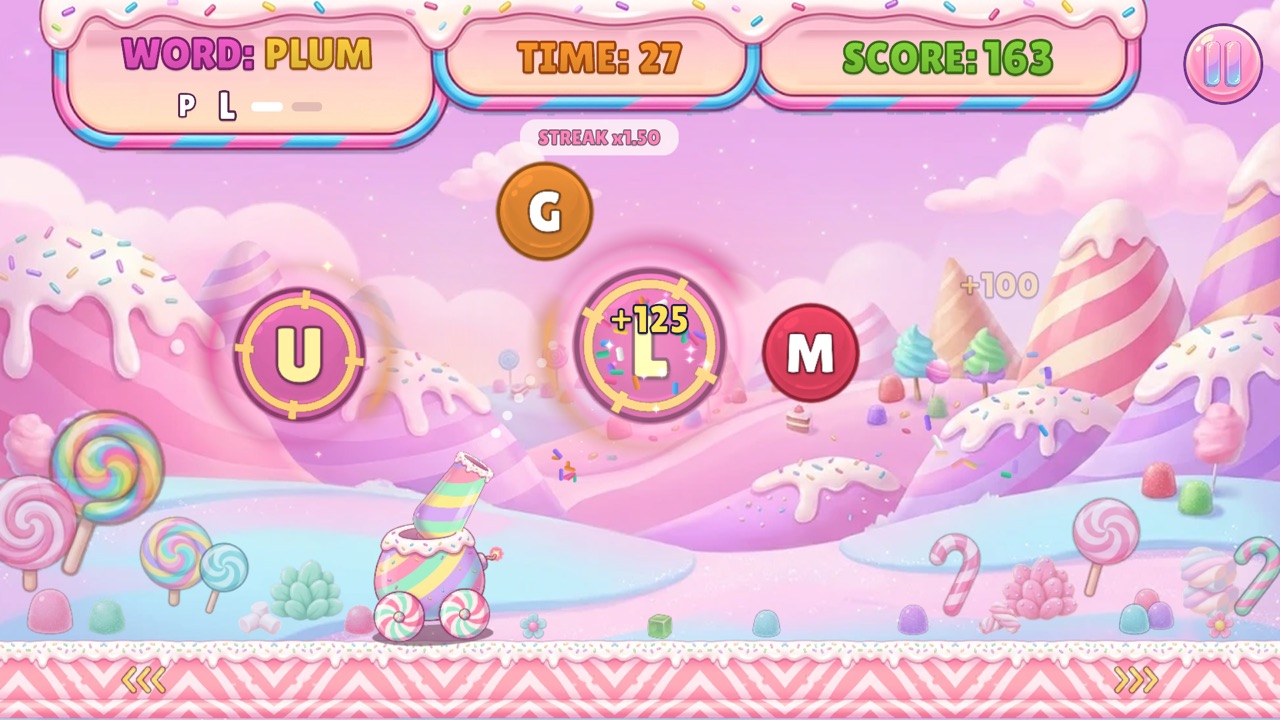 WORD: PLUM
P L
TIME: 27
SCORE: 163
STREAK x1.50
G
+100
U
+125
L
M